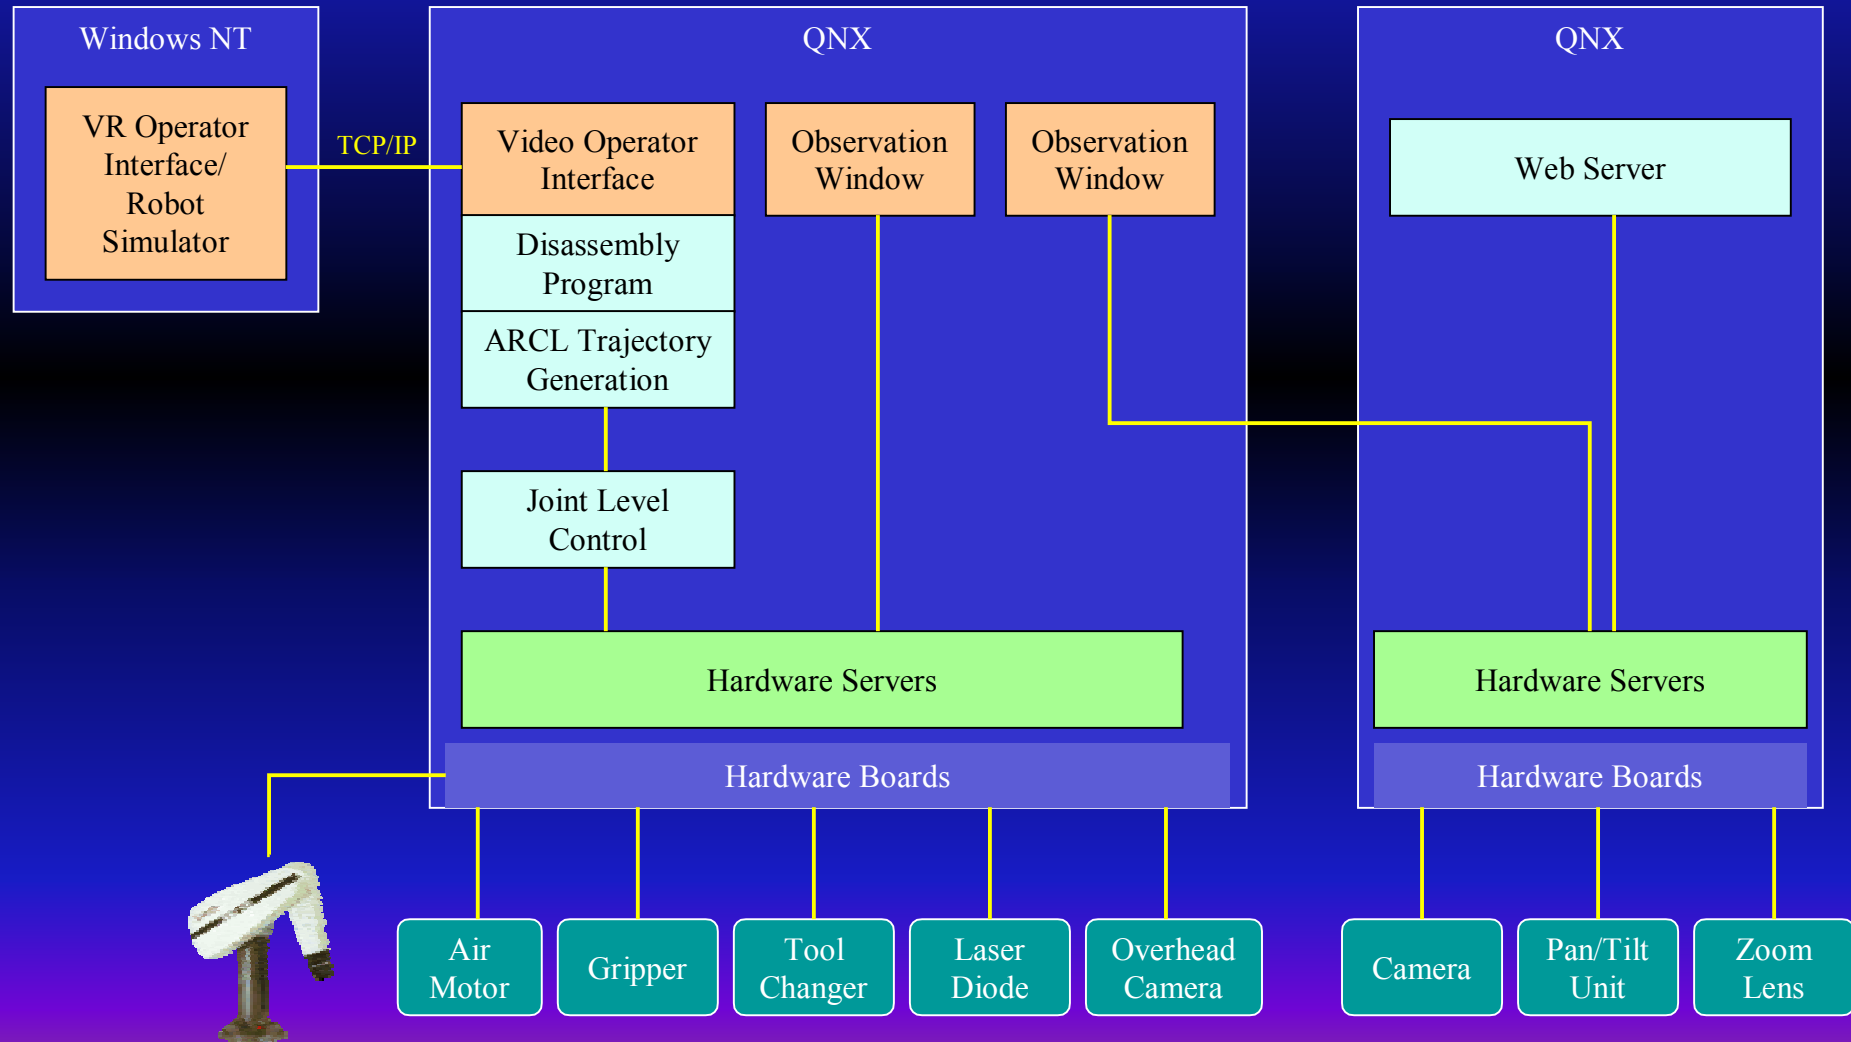 Windows NT
VR Operator
Interface/
Robot
Simulator
TCP/IP
QNX
Video Operator
Interface
Disassembly
Program
ARCL Trajectory
Generation
Joint Level
Control
Observation
Window
Observation
Window
Hardware Servers
Hardware Boards
Air
Motor
Gripper
Tool
Changer
Laser
Diode
Overhead
Camera
QNX
Web Server
Hardware Servers
Hardware Boards
Camera
Pan/Tilt
Unit
Zoom
Lens